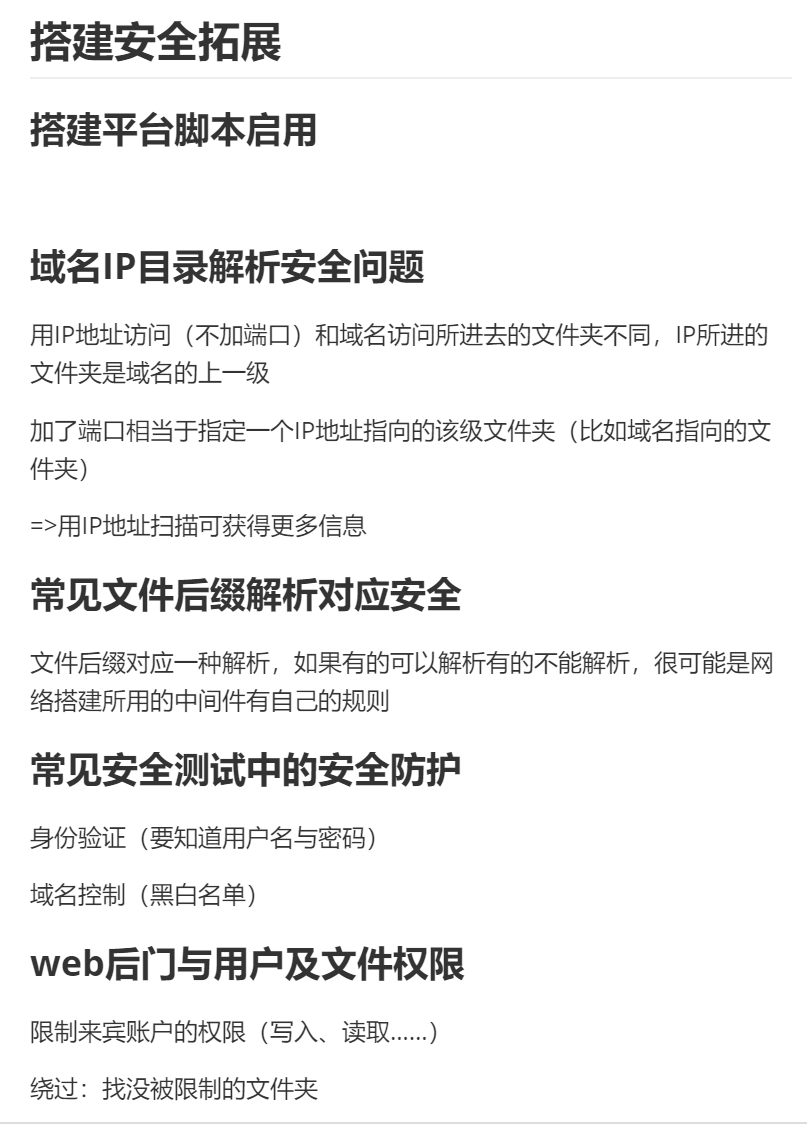 搭建安全拓展
搭建平台脚本启用
域名IP目录解析安全问题
用IP地址访问（不加端口）和域名访问所进去的文件夹不同，IP所进的
文件夹是域名的上一级
加了端口相当于指定一个IP地址指向的该级文件夹（比如域名指向的文
件夹）
=>用IP地址扫描可获得更多信息
常见文件后缀解析对应安全
文件后缀对应一种解析，如果有的可以解析有的不能解析，很可能是网
络搭建所用的中间件有自己的规则
常见安全测试中的安全防护
身份验证（要知道用户名与密码）
域名控制（黑白名单）
web后门与用户及文件权限
限制来宾账户的权限（写入、读取……）
绕过：找没被限制的文件夹